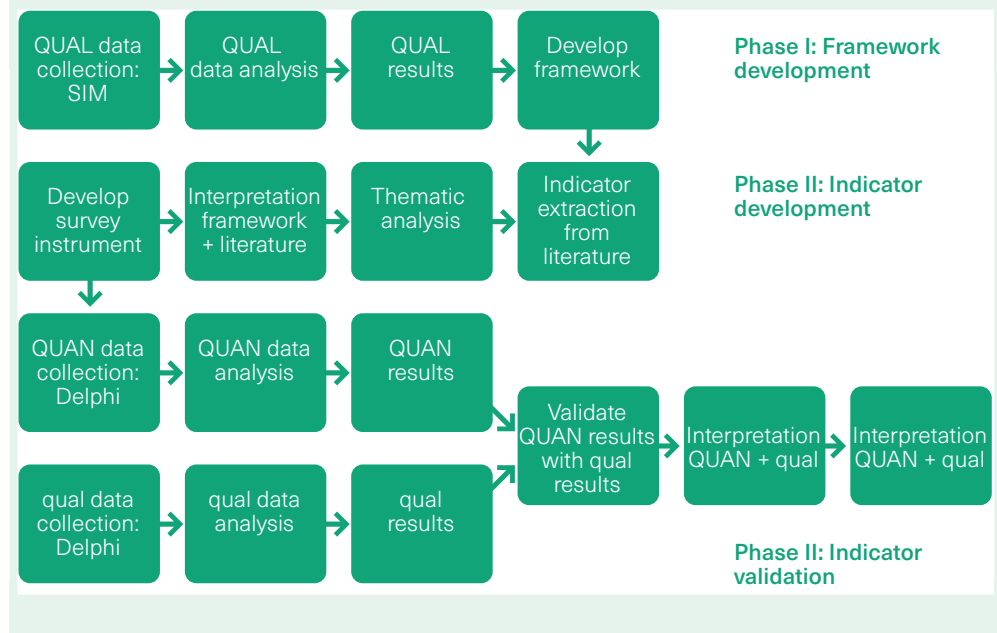 QUAL data
collection:
SIM
QUAL
data analysis
QUAL
results
Develop
framework
Phase I: Framework
development
Develop
survey
instrument
Interpretation
framework
+ literature
Thematic
analysis
Indicator
extraction
from
literature
Phase II: Indicator
development
QUAN data
collection:
Delphi
QUAN data
analysis
QUAN
results
Validate
QUAN results
with qual
results
Interpretation
QUAN + qual
Interpretation
QUAN + qual
qual data
collection:
Delphi
qual data
analysis
qual
results
Phase II: Indicator
validation